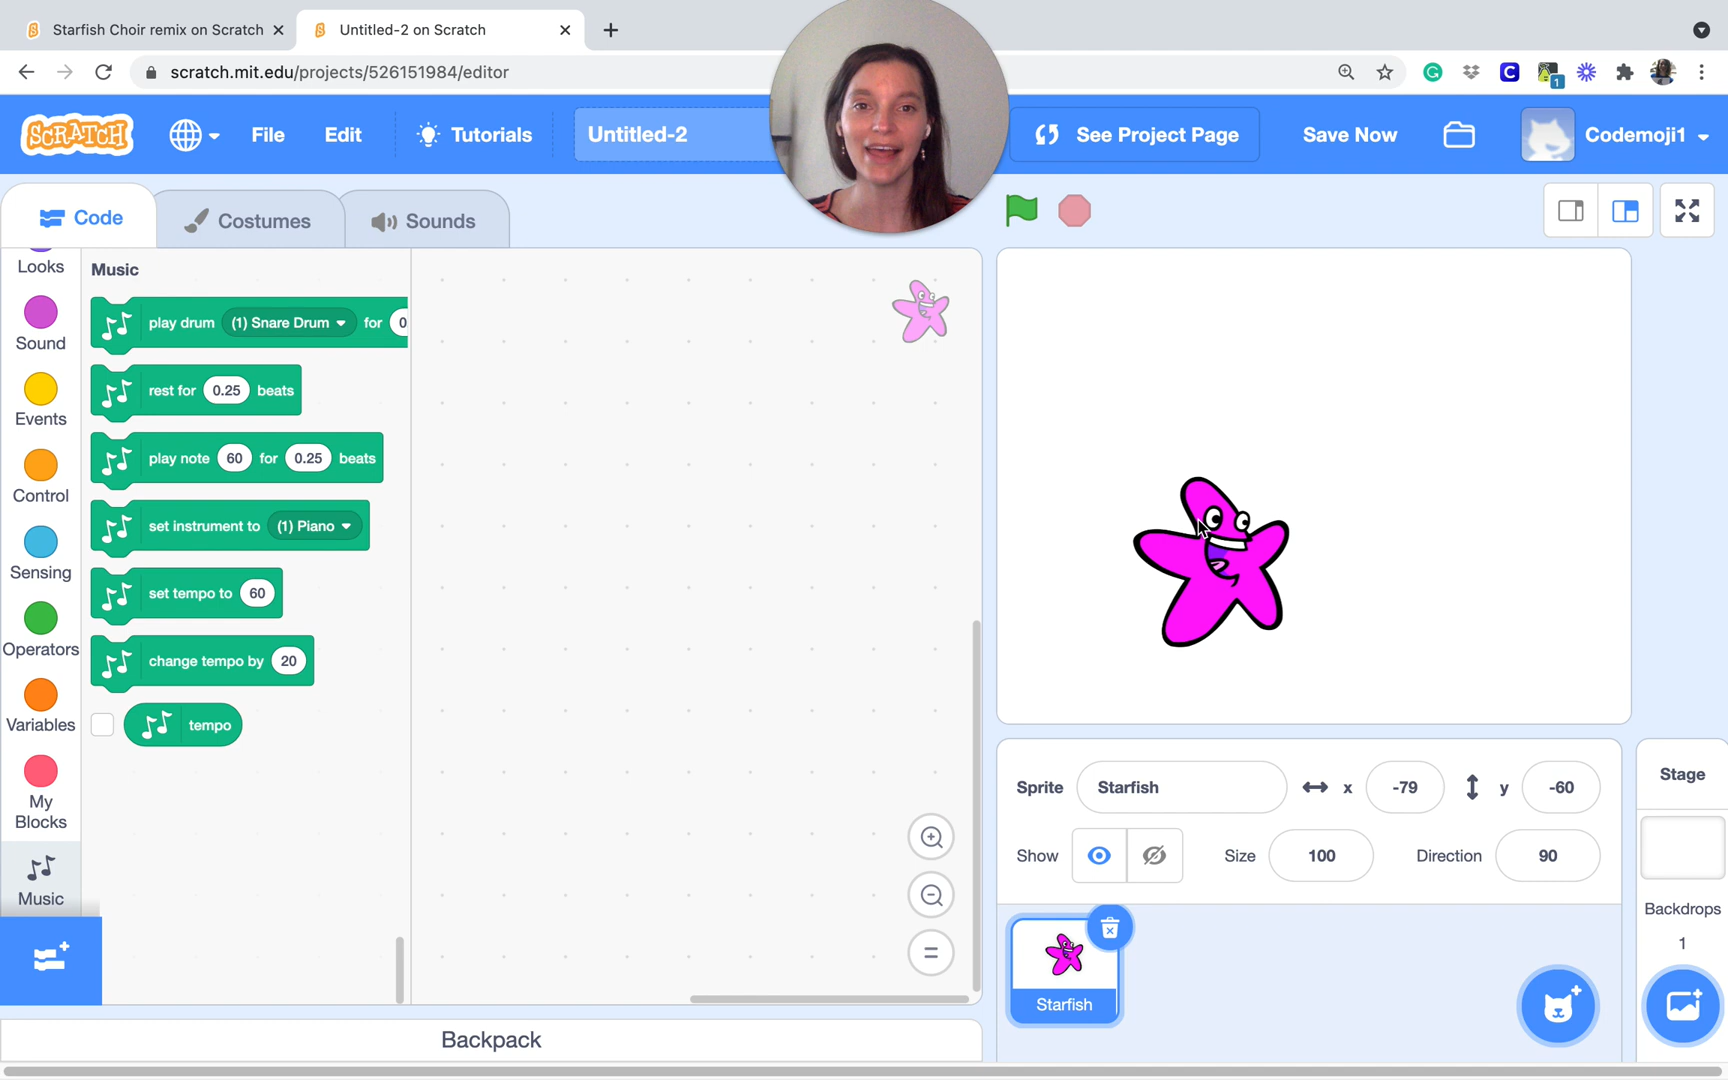 Starfish Choir remix on Scratch
Untitled-2 on Scratch
scratch.mit.edu/projects/526151984/editor
1
SCRATCH
File
Edit
Tutorials
Untitled-2
See Project Page
Save Now
Codemoji1
Code
Costumes
Sounds
Looks
Sound
Events
Control
Sensing
Operators
Variables
My
Blocks
Music
Music
play drum (1) Snare Drum for 0
rest for 0.25 beats
play note 60 for 0.25 beats
set instrument to (1) Piano
set tempo to 60
change tempo by 20
tempo
Backpack
Sprite Starfish x -79 y -60
Show Size 100 Direction 90
Starfish
Stage
Backdrops
1